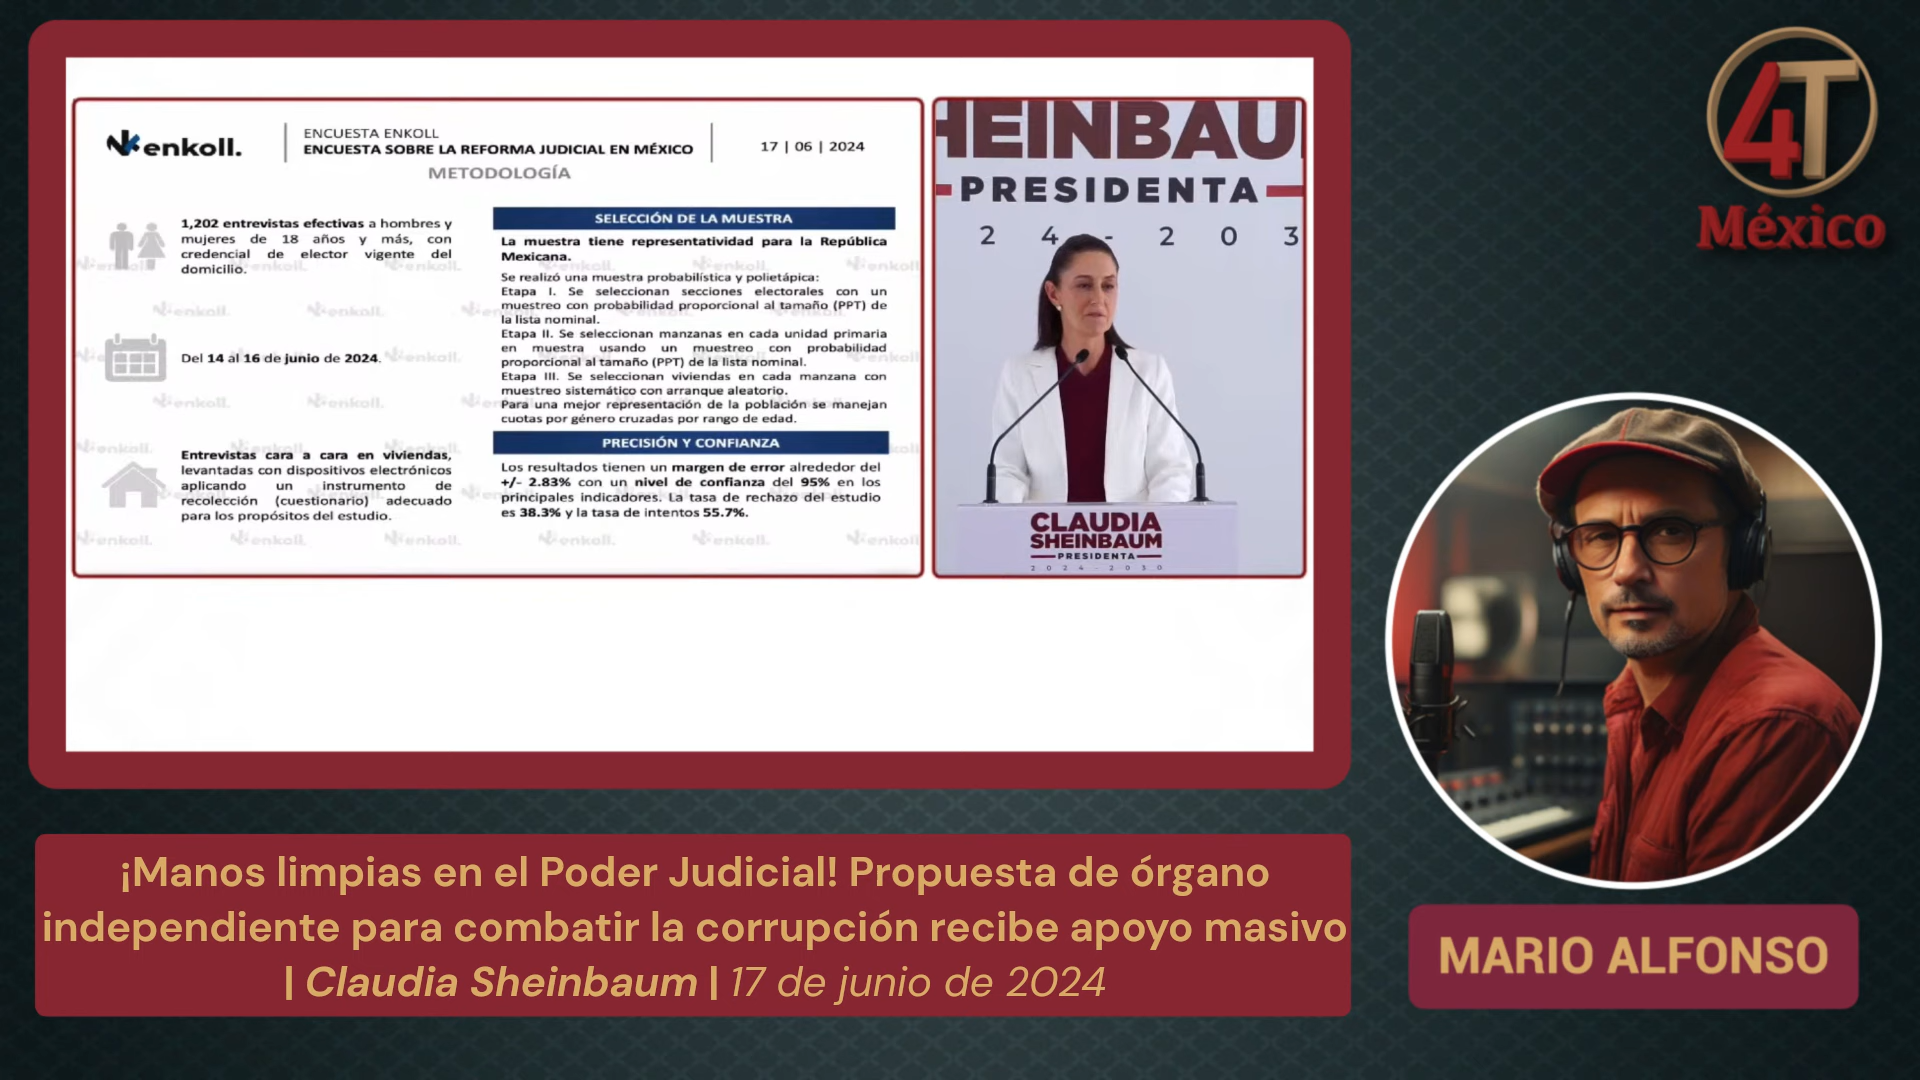 enkoll.
ENCUESTA ENKOLL
ENCUESTA SOBRE LA REFORMA JUDICIAL EN MÉXICO
17 | 06 | 2024
METODOLOGÍA
1,202 entrevistas efectivas a hombres y
mujeres de 18 años y más, con
credencial de elector vigente del
domicilio.
Del 14 al 16 de junio de 2024.
Entrevistas cara a cara en viviendas,
levantadas con dispositivos electrónicos
aplicando un instrumento de
recolección (cuestionario) adecuado
para los propósitos del estudio.
SELECCIÓN DE LA MUESTRA
La muestra tiene representatividad para la República
Mexicana.
Se realizó una muestra probabilística y polietápica:
Etapa I. Se seleccionan secciones electorales con un
muestreo con probabilidad proporcional al tamaño (PPT) de
la lista nominal.
Etapa II. Se seleccionan manzanas en cada unidad primaria
en muestra usando un muestreo con probabilidad
proporcional al tamaño (PPT) de la lista nominal.
Etapa III. Se seleccionan viviendas en cada manzana con
muestreo sistemático con arranque aleatorio.
Para una mejor representación de la población se manejan
cuotas por género cruzadas por rango de edad.
PRECISIÓN Y CONFIANZA
Los resultados tienen un margen de error alrededor del
+/- 2.83% con un nivel de confianza del 95% en los
principales indicadores. La tasa de rechazo del estudio
es 38.3% y la tasa de intentos 55.7%.
HEINBAU
PRESIDENTA
2 4 - 2 0 3
CLAUDIA
SHEINBAUM
PRESIDENTA
2 0 2 4 - 2 0 3 0
4T
México
¡Manos limpias en el Poder Judicial! Propuesta de órgano
independiente para combatir la corrupción recibe apoyo masivo
| Claudia Sheinbaum | 17 de junio de 2024
MARIO ALFONSO